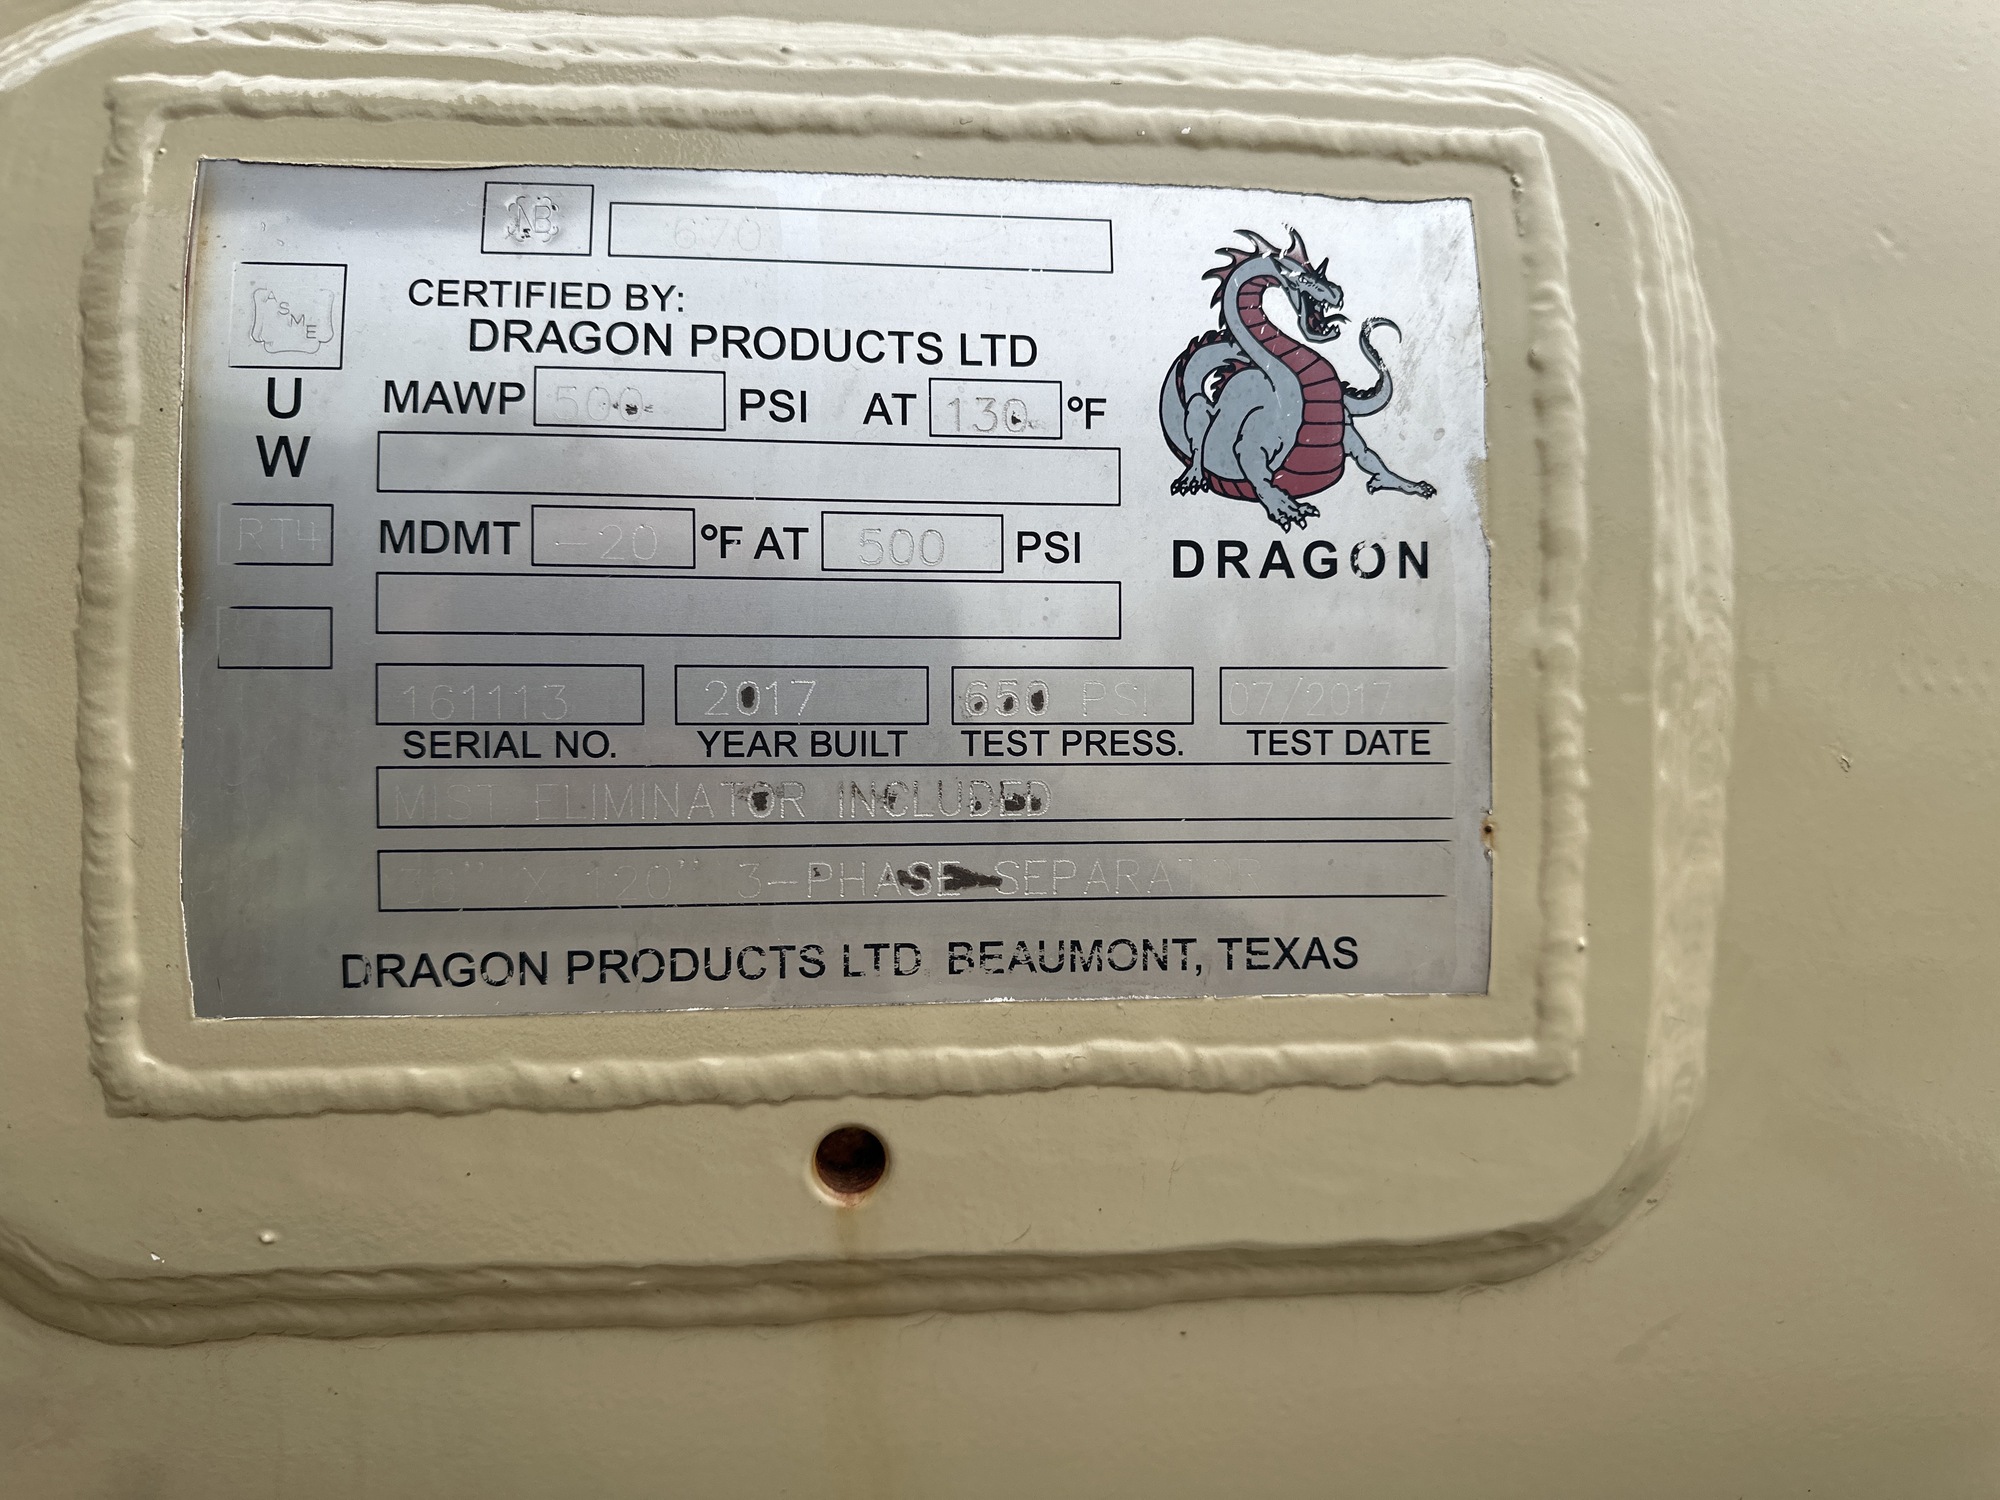 NB 670
ASME
CERTIFIED BY:
DRAGON PRODUCTS LTD
U
W
MAWP 500 PSI AT 130 °F
RT4
MDMT -20 °F AT 500 PSI
DRAGON
161113 2017 650 PSI 07/2017
SERIAL NO. YEAR BUILT TEST PRESS. TEST DATE
MIST ELIMINATOR INCLUDED
36" X 120" 3-PHASE SEPARATOR
DRAGON PRODUCTS LTD. BEAUMONT, TEXAS